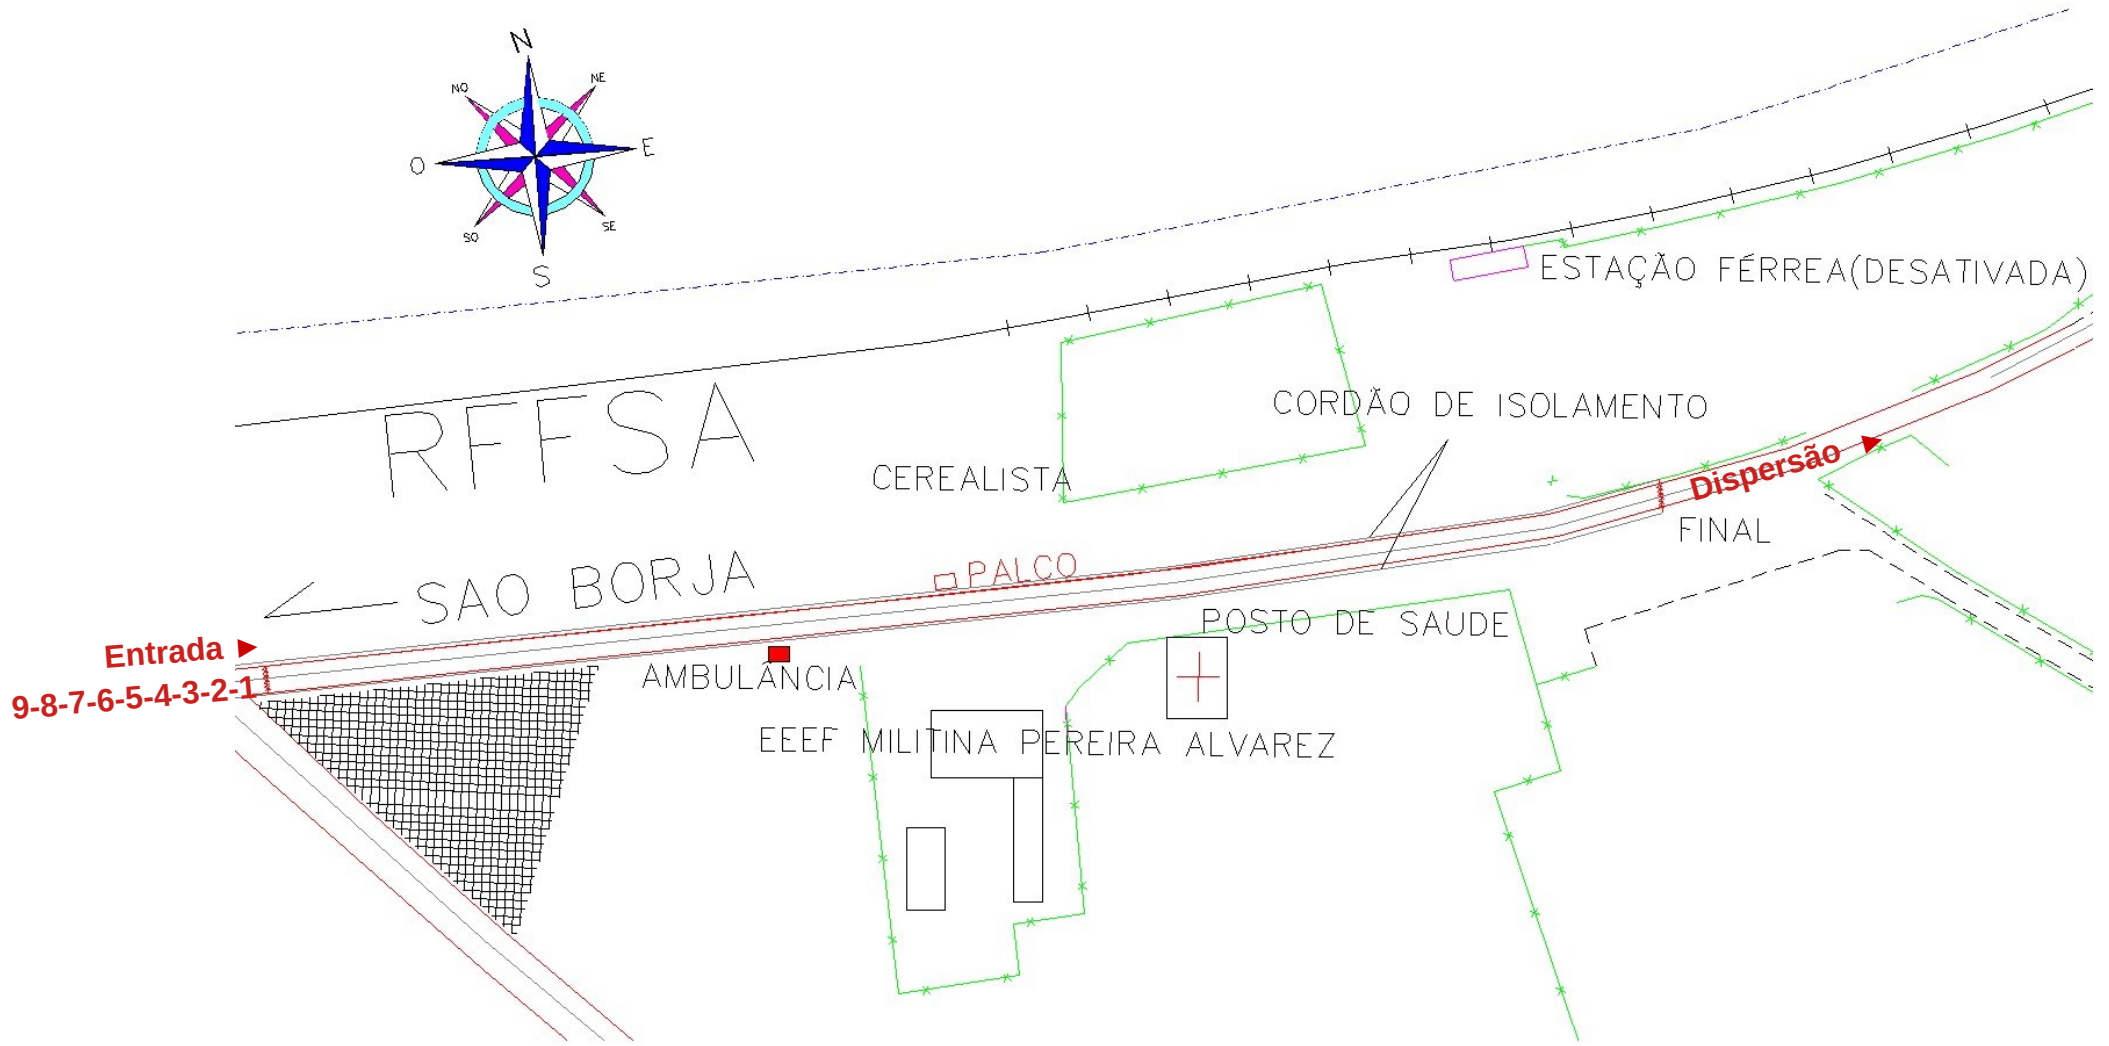 N
NO
NE
O
E
SO
SE
S
ESTAÇÃO FÉRREA(DESATIVADA)
RFFSA
CORDÃO DE ISOLAMENTO
CEREALISTA
Dispersão
FINAL
PALCO
SAO BORJA
POSTO DE SAUDE
Entrada
AMBULÂNCIA
9-8-7-6-5-4-3-2-1
EEEF MILITINA PEREIRA ALVAREZ